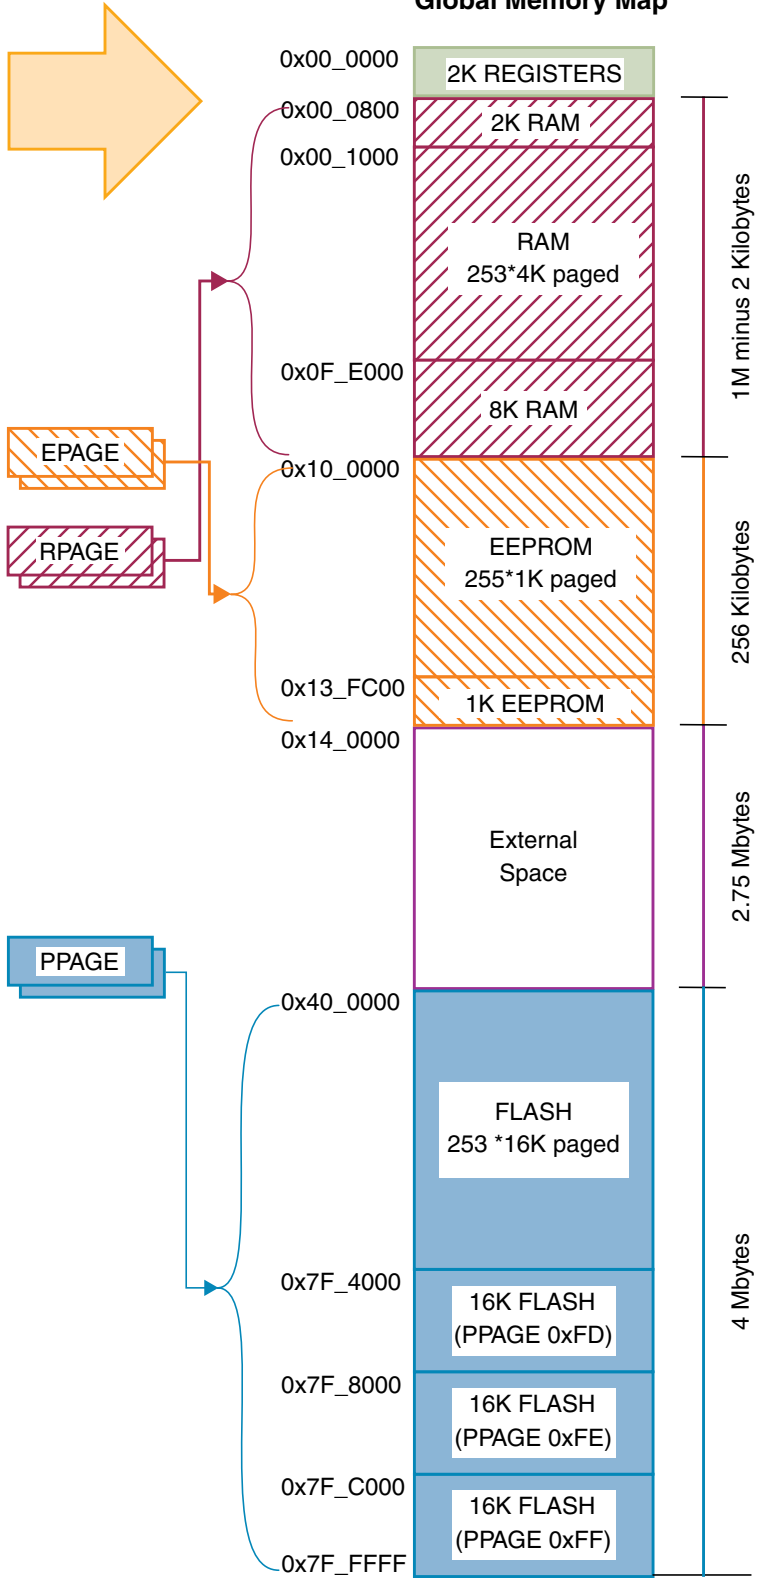 Global Memory Map
0x00_0000
2K REGISTERS
0x00_0800
2K RAM
0x00_1000
RAM
253*4K paged
1M minus 2 Kilobytes
0x0F_E000
8K RAM
EPAGE
0x10_0000
RPAGE
EEPROM
255*1K paged
256 Kilobytes
0x13_FC00
1K EEPROM
0x14_0000
External
Space
2.75 Mbytes
PPAGE
0x40_0000
FLASH
253 *16K paged
0x7F_4000
16K FLASH
(PPAGE 0xFD)
4 Mbytes
0x7F_8000
16K FLASH
(PPAGE 0xFE)
0x7F_C000
16K FLASH
(PPAGE 0xFF)
0x7F_FFFF